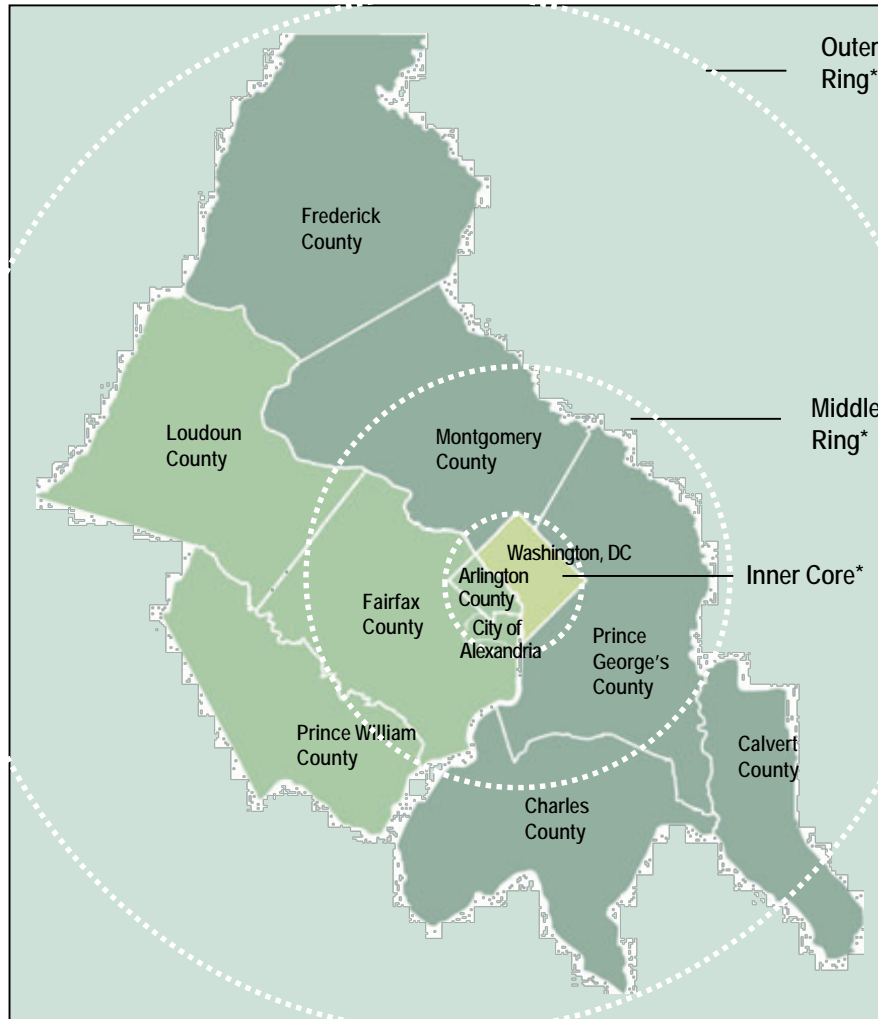 Outer
Ring*
Frederick
County
Middle
Ring*
Loudoun
County
Montgomery
County
Washington, DC
Inner Core*
Arlington
County
Fairfax
County
City of
Alexandria
Prince
George's
County
Prince William
County
Calvert
County
Charles
County